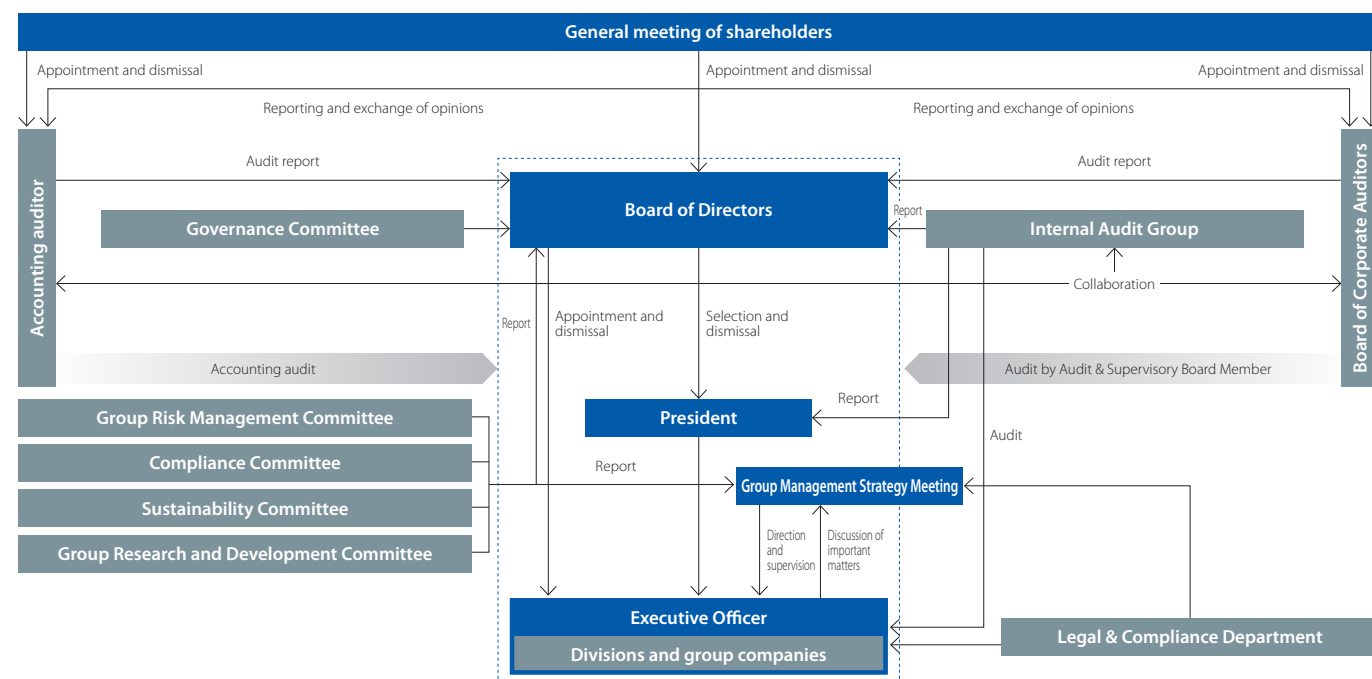 General meeting of shareholders
Appointment and dismissal
Appointment and dismissal
Appointment and dismissal
Reporting and exchange of opinions
Reporting and exchange of opinions
Accounting auditor
Board of Corporate Auditors
Audit report
Audit report
Board of Directors
Report
Governance Committee
Internal Audit Group
Collaboration
Report
Appointment and
dismissal
Selection and
dismissal
Accounting audit
Audit by Audit & Supervisory Board Member
Group Risk Management Committee
President
Report
Audit
Compliance Committee
Report
Group Management Strategy Meeting
Sustainability Committee
Group Research and Development Committee
Direction
and
supervision
Discussion of
important
matters
Executive Officer
Divisions and group companies
Legal & Compliance Department